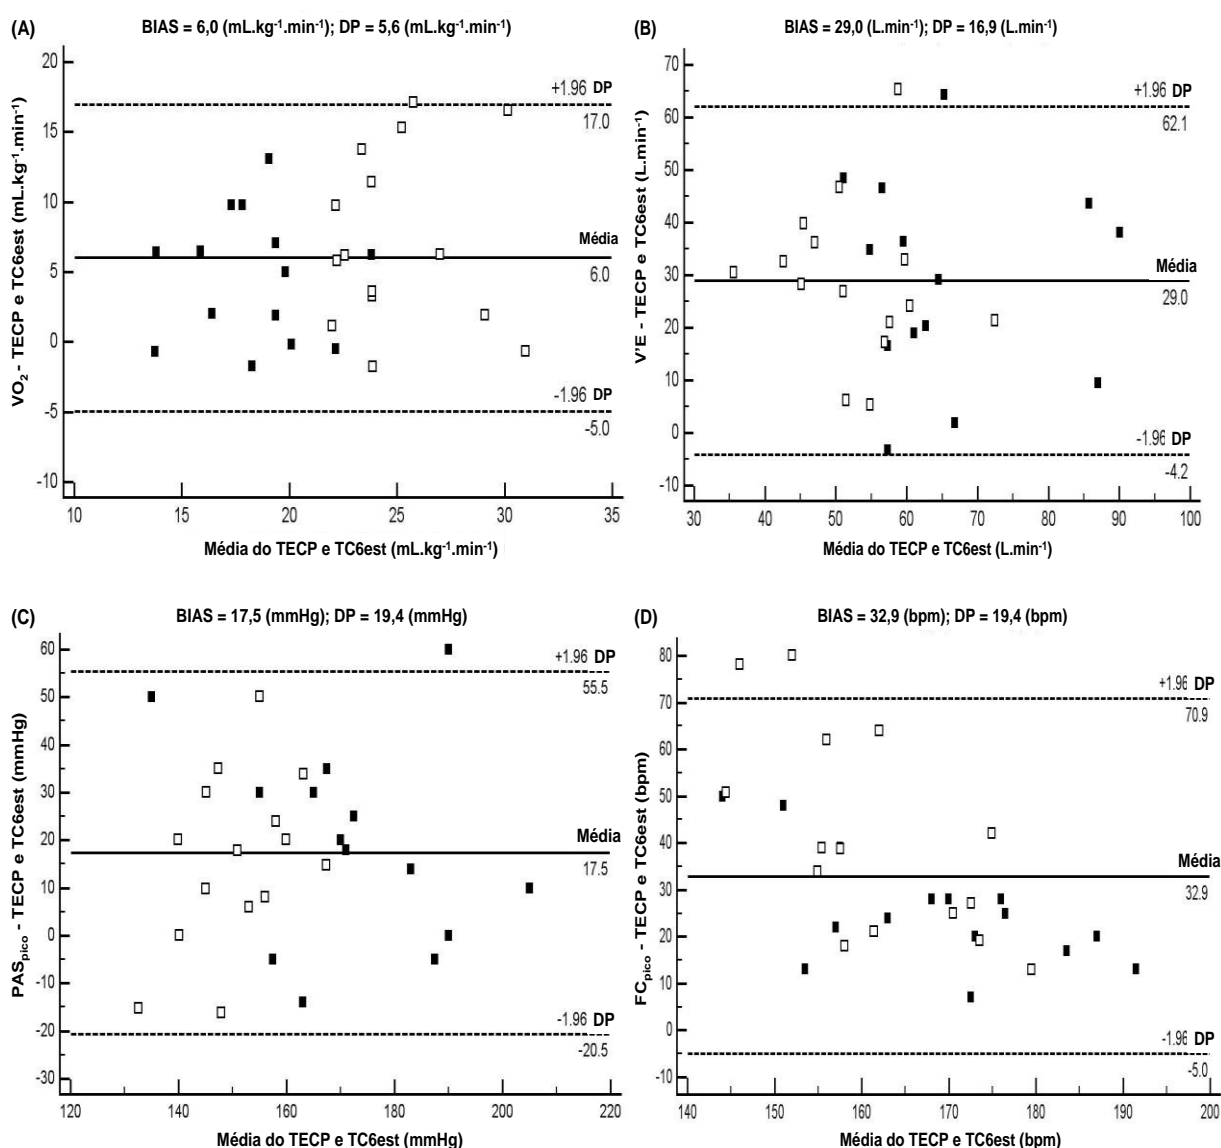 (A) BIAS = 6,0 (mL.kg⁻¹.min⁻¹); DP = 5,6 (mL.kg⁻¹.min⁻¹)
VO₂ - TECP e TC6est (mL.kg⁻¹.min⁻¹)
20
15
10
5
0
-5
-10
+1.96 DP
17.0
Média
6.0
-1.96 DP
-5.0
10 15 20 25 30 35
Média do TECP e TC6est (mL.kg⁻¹.min⁻¹)
(B) BIAS = 29,0 (L.min⁻¹); DP = 16,9 (L.min⁻¹)
V'E - TECP e TC6est (L.min⁻¹)
70
60
50
40
30
20
10
0
-10
+1.96 DP
62.1
Média
29.0
-1.96 DP
-4.2
30 40 50 60 70 80 90 100
Média do TECP e TC6est (L.min⁻¹)
(C) BIAS = 17,5 (mmHg); DP = 19,4 (mmHg)
PASpico - TECP e TC6est (mmHg)
60
50
40
30
20
10
0
-10
-20
-30
+1.96 DP
55.5
Média
17.5
-1.96 DP
-20.5
120 140 160 180 200 220
Média do TECP e TC6est (mmHg)
(D) BIAS = 32,9 (bpm); DP = 19,4 (bpm)
FCpico - TECP e TC6est (bpm)
80
70
60
50
40
30
20
10
0
-10
+1.96 DP
70.9
Média
32.9
-1.96 DP
-5.0
140 150 160 170 180 190 200
Média do TECP e TC6est (bpm)